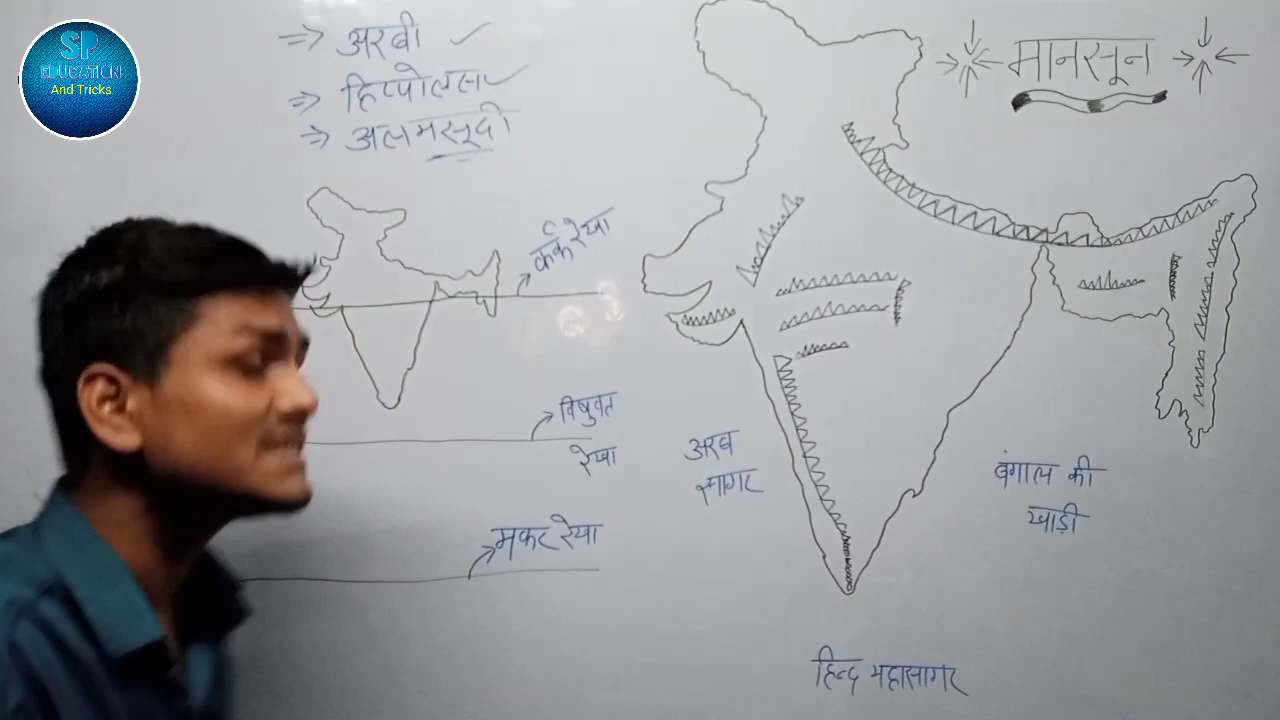 SP
EDUCATION
And Tricks
⇒ अरबी ✓
⇒ हिप्पोलस ✓
⇒ अलमसूदी
मानसून
कर्क रेखा
विषुवत
रेखा
मकर रेखा
अरब
सागर
बंगाल की
खाड़ी
हिन्द महासागर